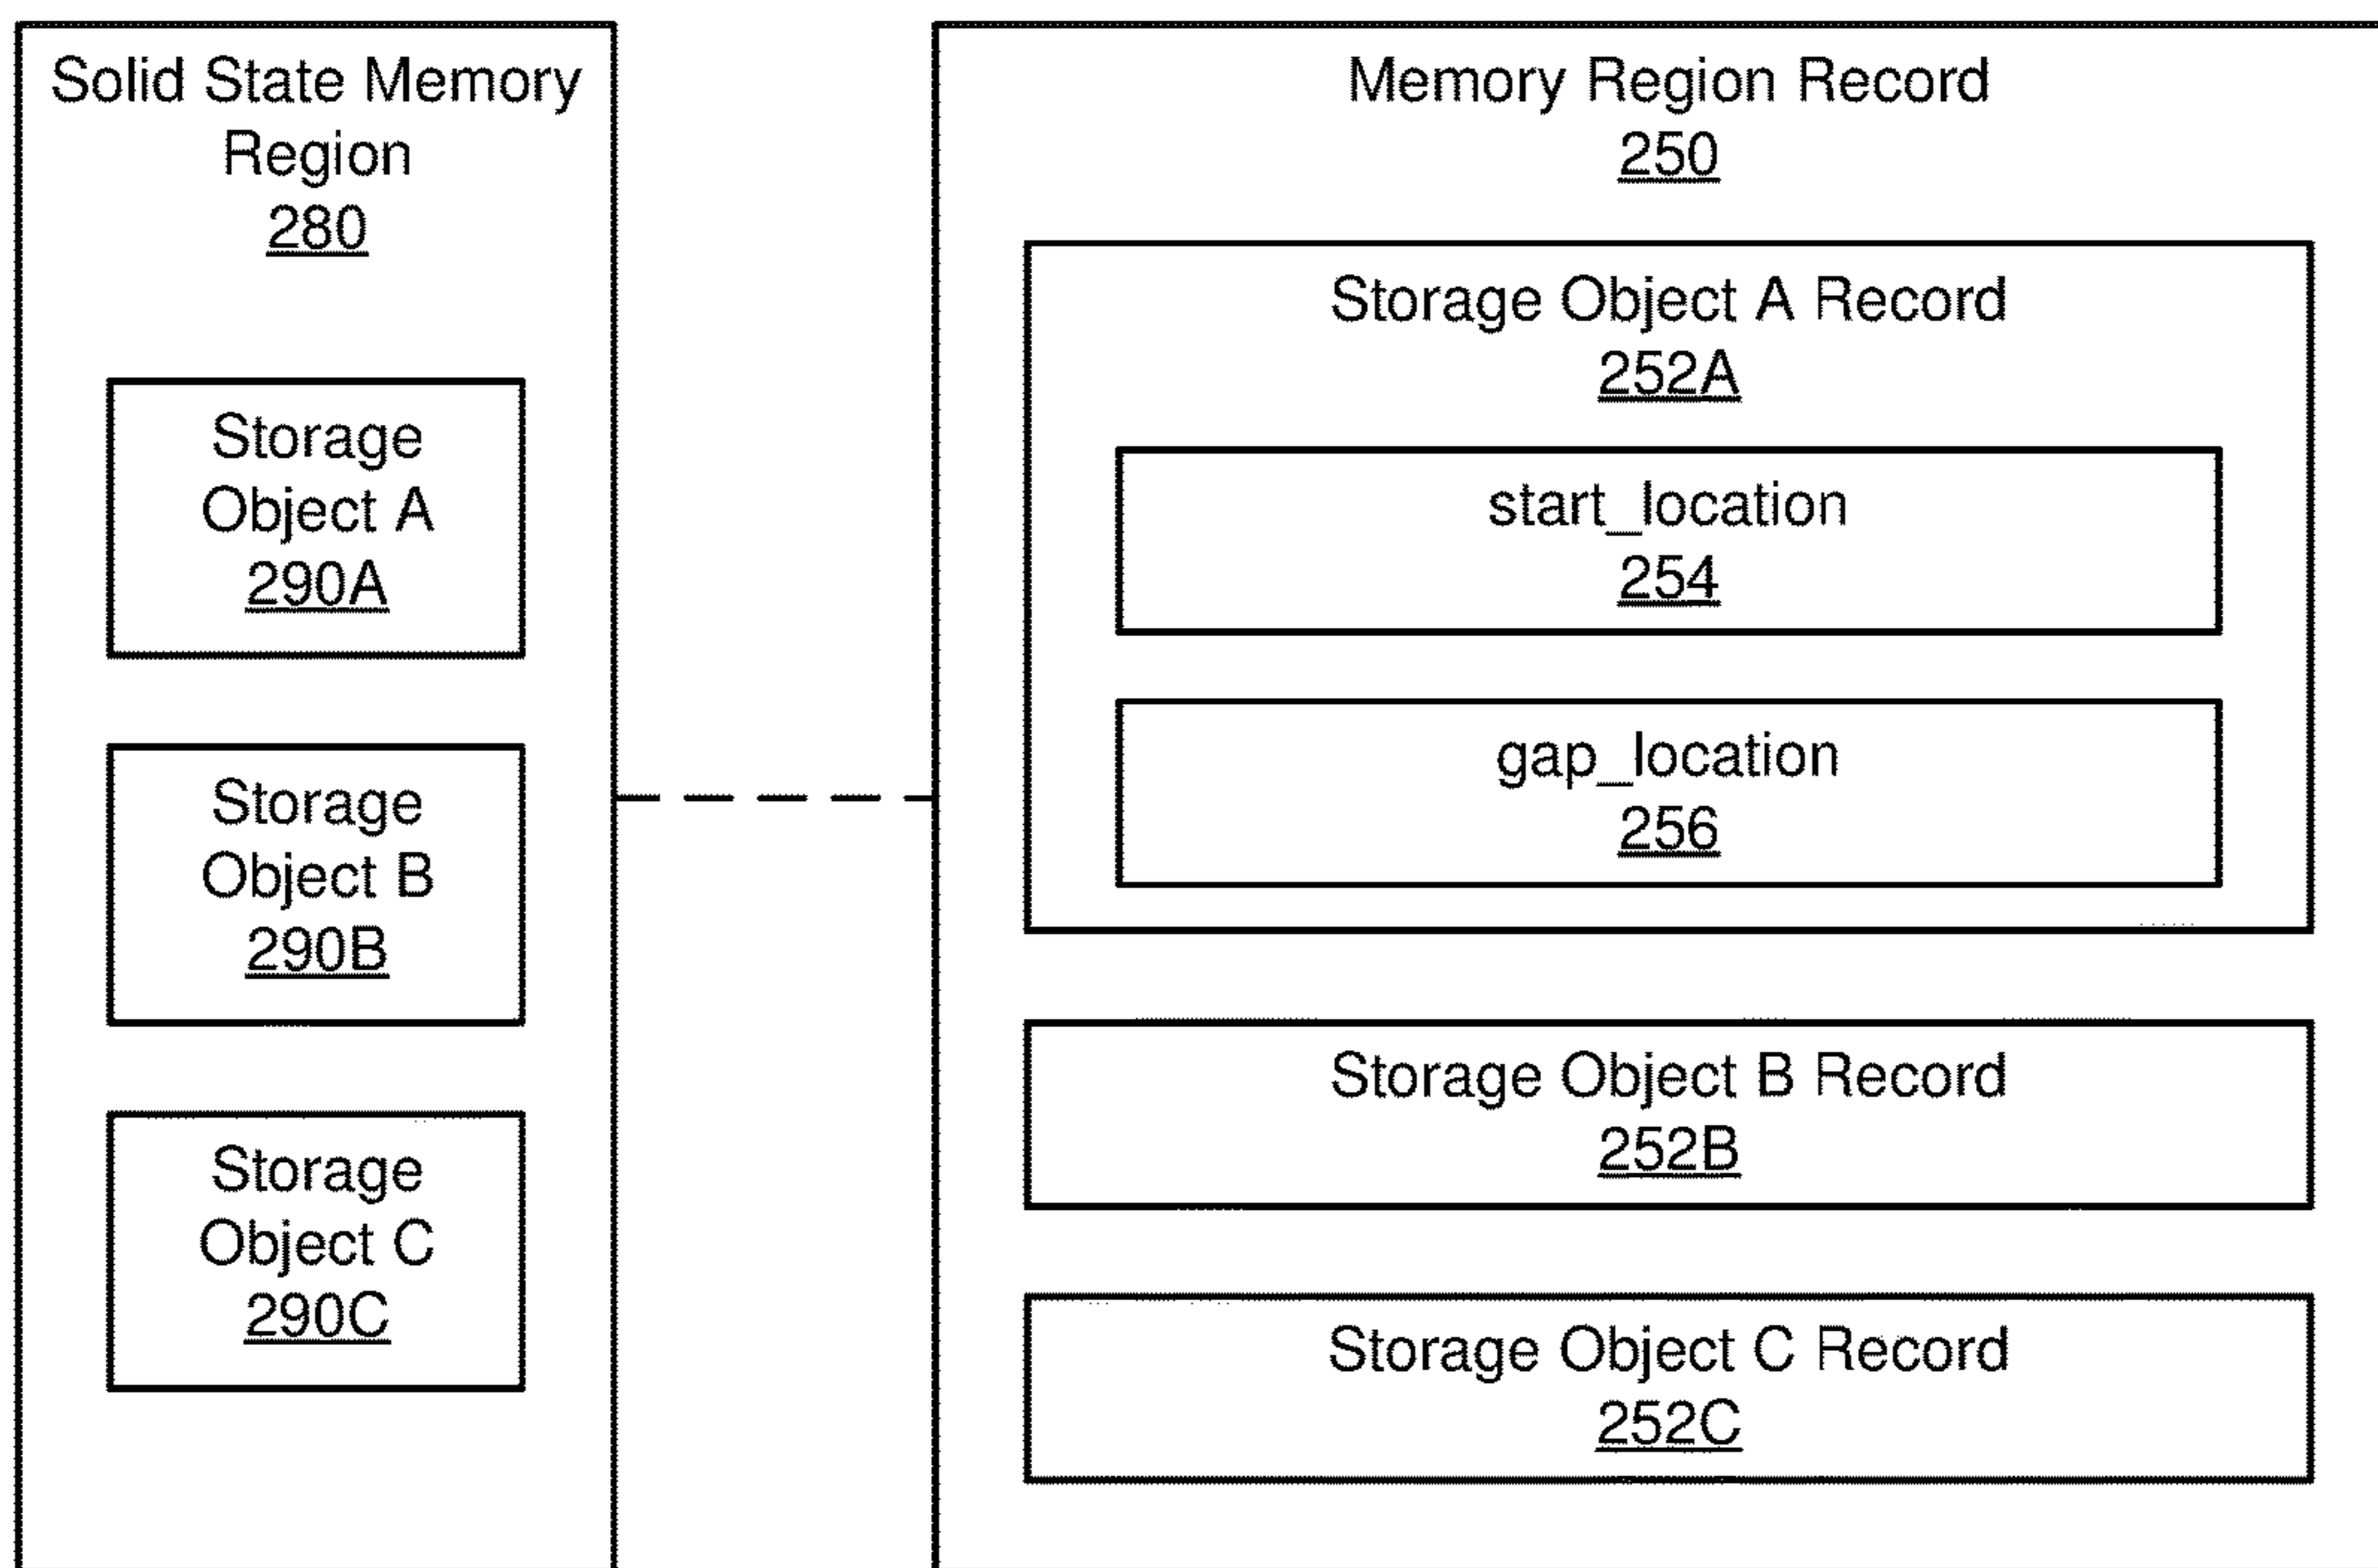 Solid State Memory
Region
280
Storage
Object A
290A
Storage
Object B
290B
Storage
Object C
290C
Memory Region Record
250
Storage Object A Record
252A
start_location
254
gap_location
256
Storage Object B Record
252B
Storage Object C Record
252C